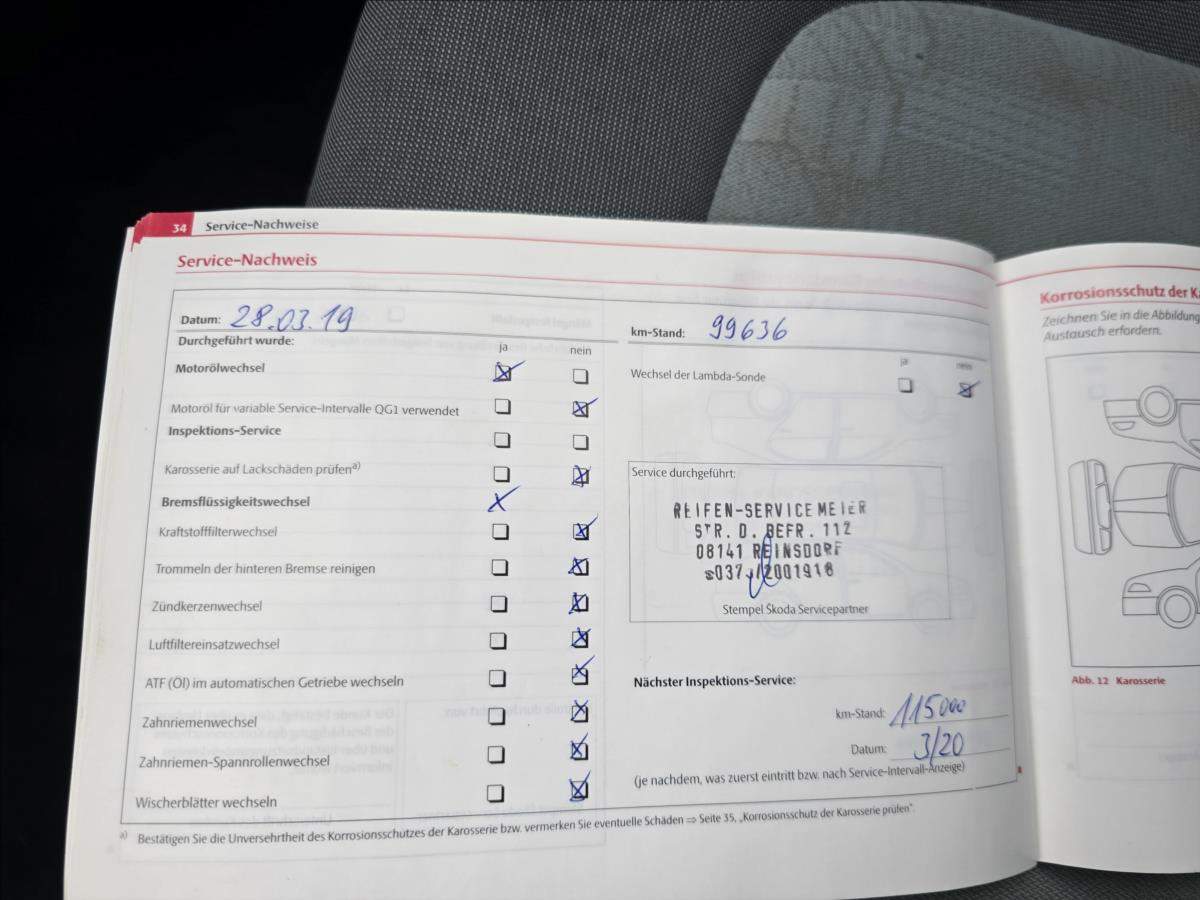 34 Service-Nachweise
Service-Nachweis
Datum: 28.03.19
Durchgeführt wurde:
ja nein
Motorölwechsel
Motoröl für variable Service-Intervalle QG1 verwendet
Inspektions-Service
Karosserie auf Lackschäden prüfen a)
Bremsflüssigkeitswechsel
Kraftstofffilterwechsel
Trommeln der hinteren Bremse reinigen
Zündkerzenwechsel
Luftfiltereinsatzwechsel
ATF (Öl) im automatischen Getriebe wechseln
Zahnriemenwechsel
Zahnriemen-Spannrollenwechsel
Wischerblätter wechseln
km-Stand: 99636
ja nein
Wechsel der Lambda-Sonde
Service durchgeführt:
REIFEN-SERVICE MEIER
STR. D. BEFR. 112
08141 REINSDORF
Stempel Škoda Servicepartner
Nächster Inspektions-Service:
km-Stand: 115000
Datum: 3/20
(je nachdem, was zuerst eintritt bzw. nach Service-Intervall-Anzeige)
a) Bestätigen Sie die Unversehrtheit des Korrosionsschutzes der Karosserie bzw. vermerken Sie eventuelle Schäden ⇒ Seite 35, „Korrosionsschutz der Karosserie prüfen".
Korrosionsschutz der
Zeichnen Sie in die Abbildung
Austausch erfordern.
Abb. 12 Karosserie